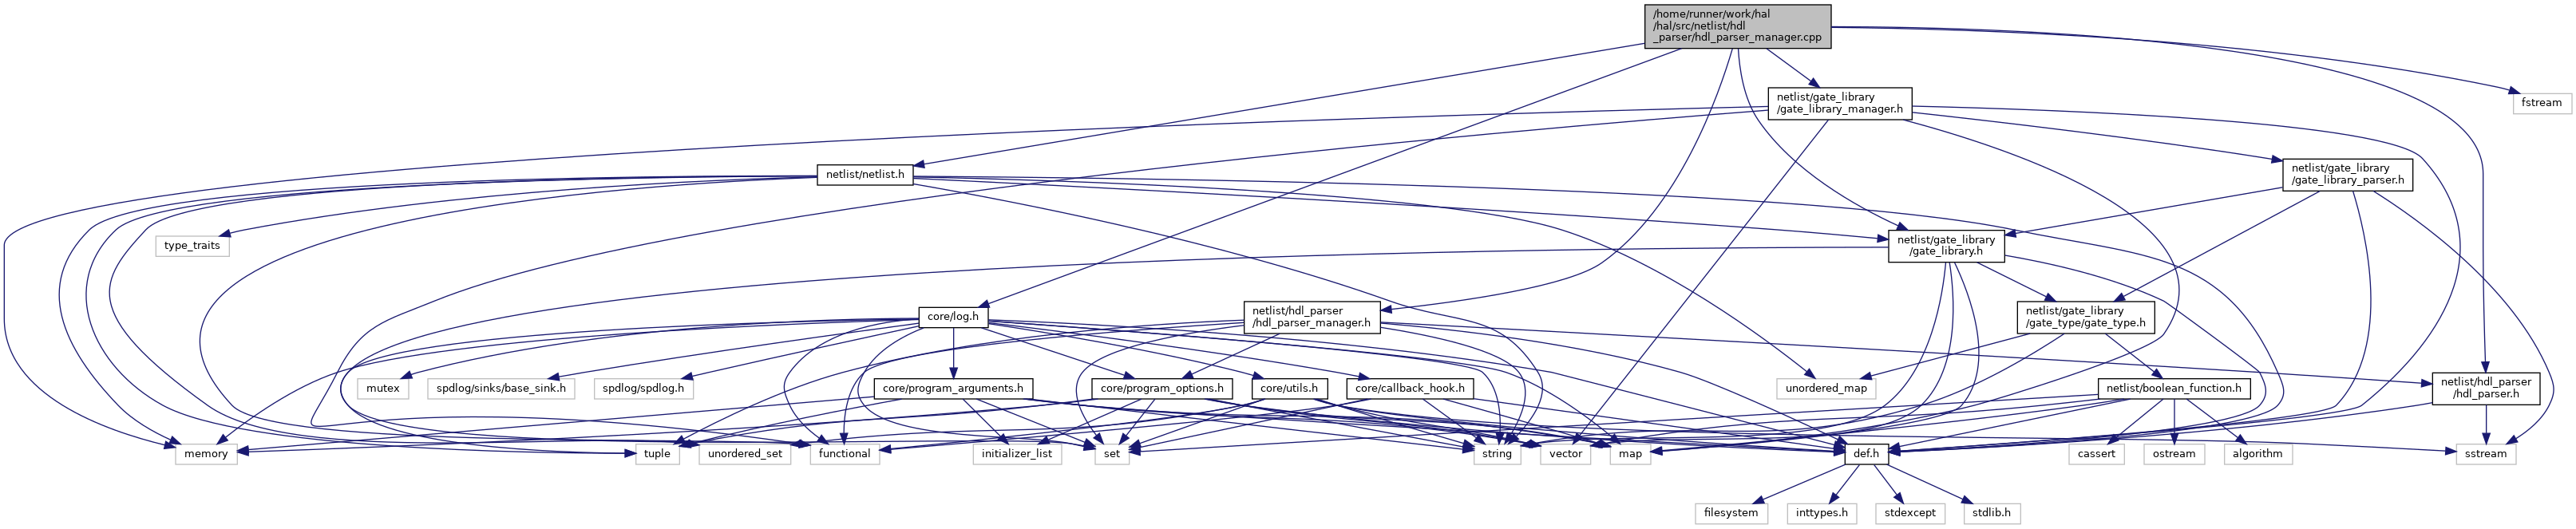 /home/runner/work/hal
/hal/src/netlist/hdl
_parser/hdl_parser_manager.cpp
netlist/gate_library
/gate_library_manager.h
fstream
netlist/netlist.h
netlist/gate_library
/gate_library_parser.h
type_traits
netlist/gate_library
/gate_library.h
core/log.h
netlist/hdl_parser
/hdl_parser_manager.h
netlist/gate_library
/gate_type/gate_type.h
mutex
spdlog/sinks/base_sink.h
spdlog/spdlog.h
core/program_arguments.h
core/program_options.h
core/utils.h
core/callback_hook.h
unordered_map
netlist/boolean_function.h
netlist/hdl_parser
/hdl_parser.h
memory
tuple
unordered_set
functional
initializer_list
set
string
vector
map
def.h
cassert
ostream
algorithm
sstream
filesystem
inttypes.h
stdexcept
stdlib.h